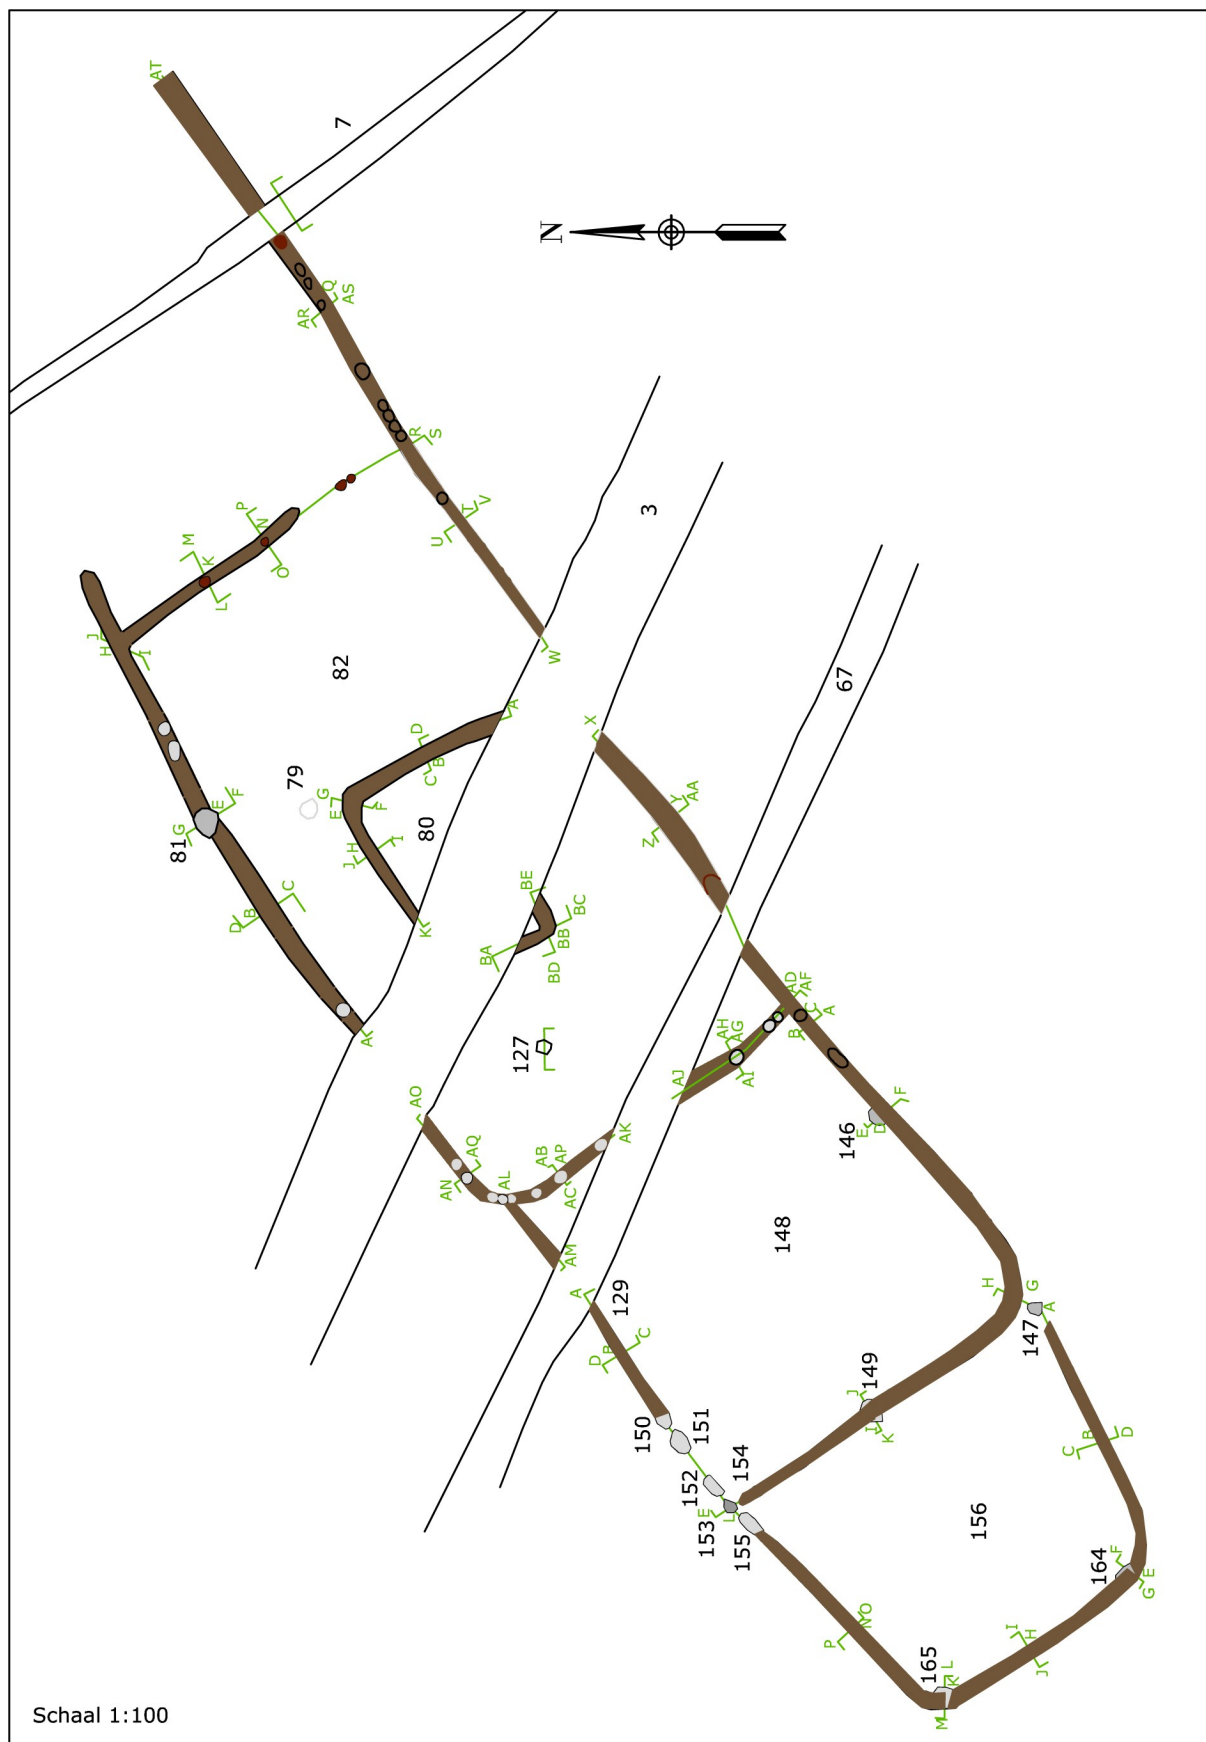 AT
7
N
Q
AS
AR
R
S
P
N
M
K
O
L
T
V
U
3
J
H
I
W
82
67
A
D
B
C
X
79
G
E
F
80
81
G
E
F
J
H
I
Y
AA
Z
C
D
B
K
BE
BC
BB
BD
BA
A
AD
AF
C
A
B
AH
AG
AI
AJ
127
AO
F
E
D
146
AK
AQ
AN
AL
AB
AP
AC
148
AM
A
129
H
G
A
147
C
B
D
149
J
I
K
150
151
C
B
D
152
154
153
E
L
155
156
164
F
E
G
O
N
P
I
H
J
165
L
K
M
Schaal 1:100